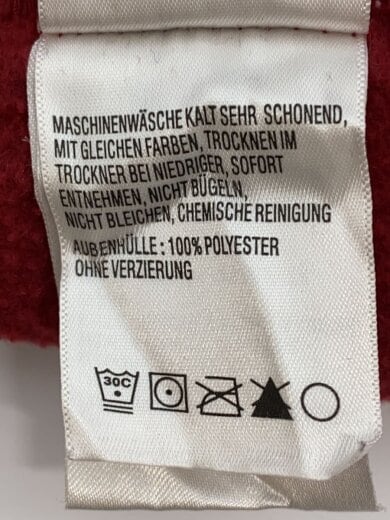 MASCHINENWÄSCHE KALT SEHR SCHONEND,
MIT GLEICHEN FARBEN, TROCKNEN IM
TROCKNER BEI NIEDRIGER, SOFORT
ENTNEHMEN, NICHT BÜGELN,
NICHT BLEICHEN, CHEMISCHE REINIGUNG
AUBENHÜLLE : 100% POLYESTER
OHNE VERZIERUNG
30C